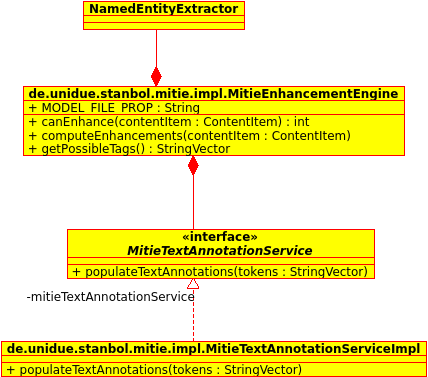 NamedEntityExtractor
de.unidue.stanbol.mitie.impl.MitieEnhancementEngine
+ MODEL_FILE_PROP : String
+ canEnhance(contentItem : ContentItem) : int
+ computeEnhancements(contentItem : ContentItem)
+ getPossibleTags() : StringVector
«interface»
MitieTextAnnotationService
+ populateTextAnnotations(tokens : StringVector)
-mitieTextAnnotationService
de.unidue.stanbol.mitie.impl.MitieTextAnnotationServiceImpl
+ populateTextAnnotations(tokens : StringVector)